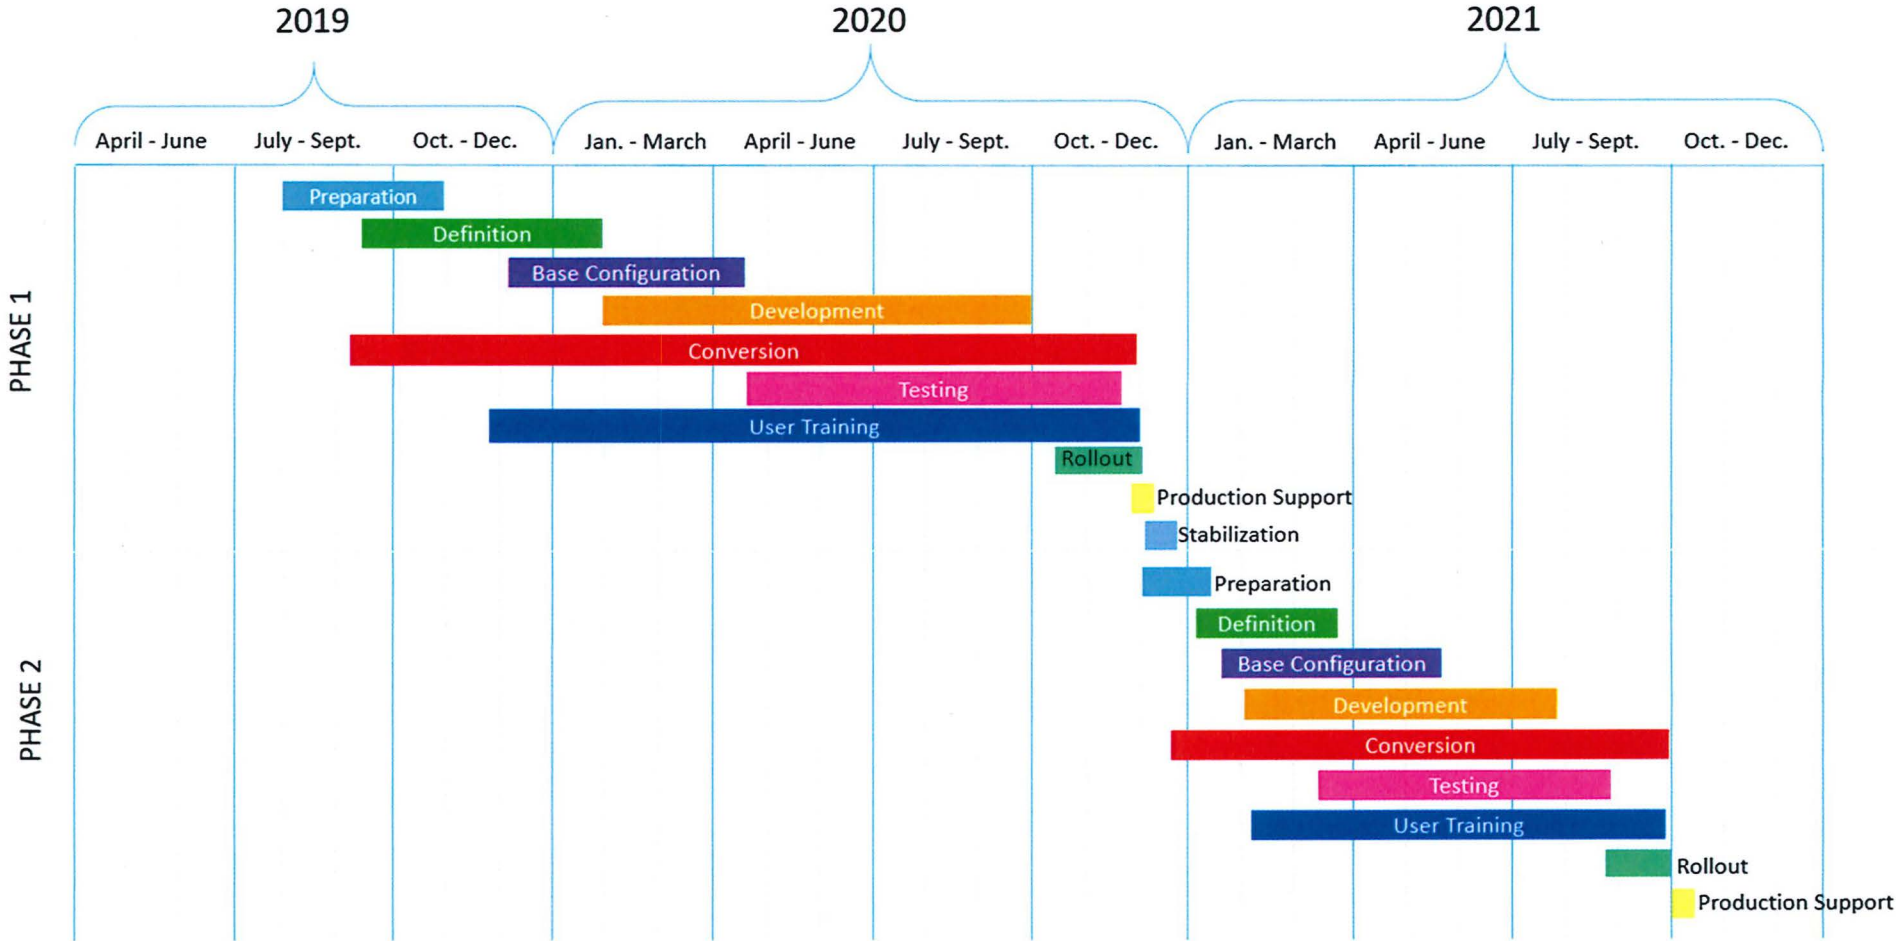 2019 2020 2021
April - June July - Sept. Oct. - Dec. Jan. - March April - June July - Sept. Oct. - Dec. Jan. - March April - June July - Sept. Oct. - Dec.
PHASE 1
Preparation
Definition
Base Configuration
Development
Conversion
Testing
User Training
Rollout
Production Support
Stabilization
PHASE 2
Preparation
Definition
Base Configuration
Development
Conversion
Testing
User Training
Rollout
Production Support